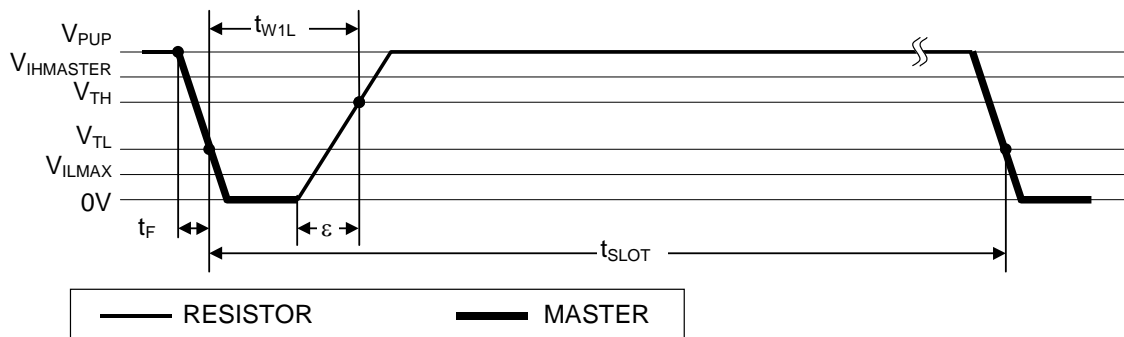 tW1L
VPUP
VIHMASTER
VTH
VTL
VILMAX
0V
tF
ε
tSLOT
RESISTOR MASTER